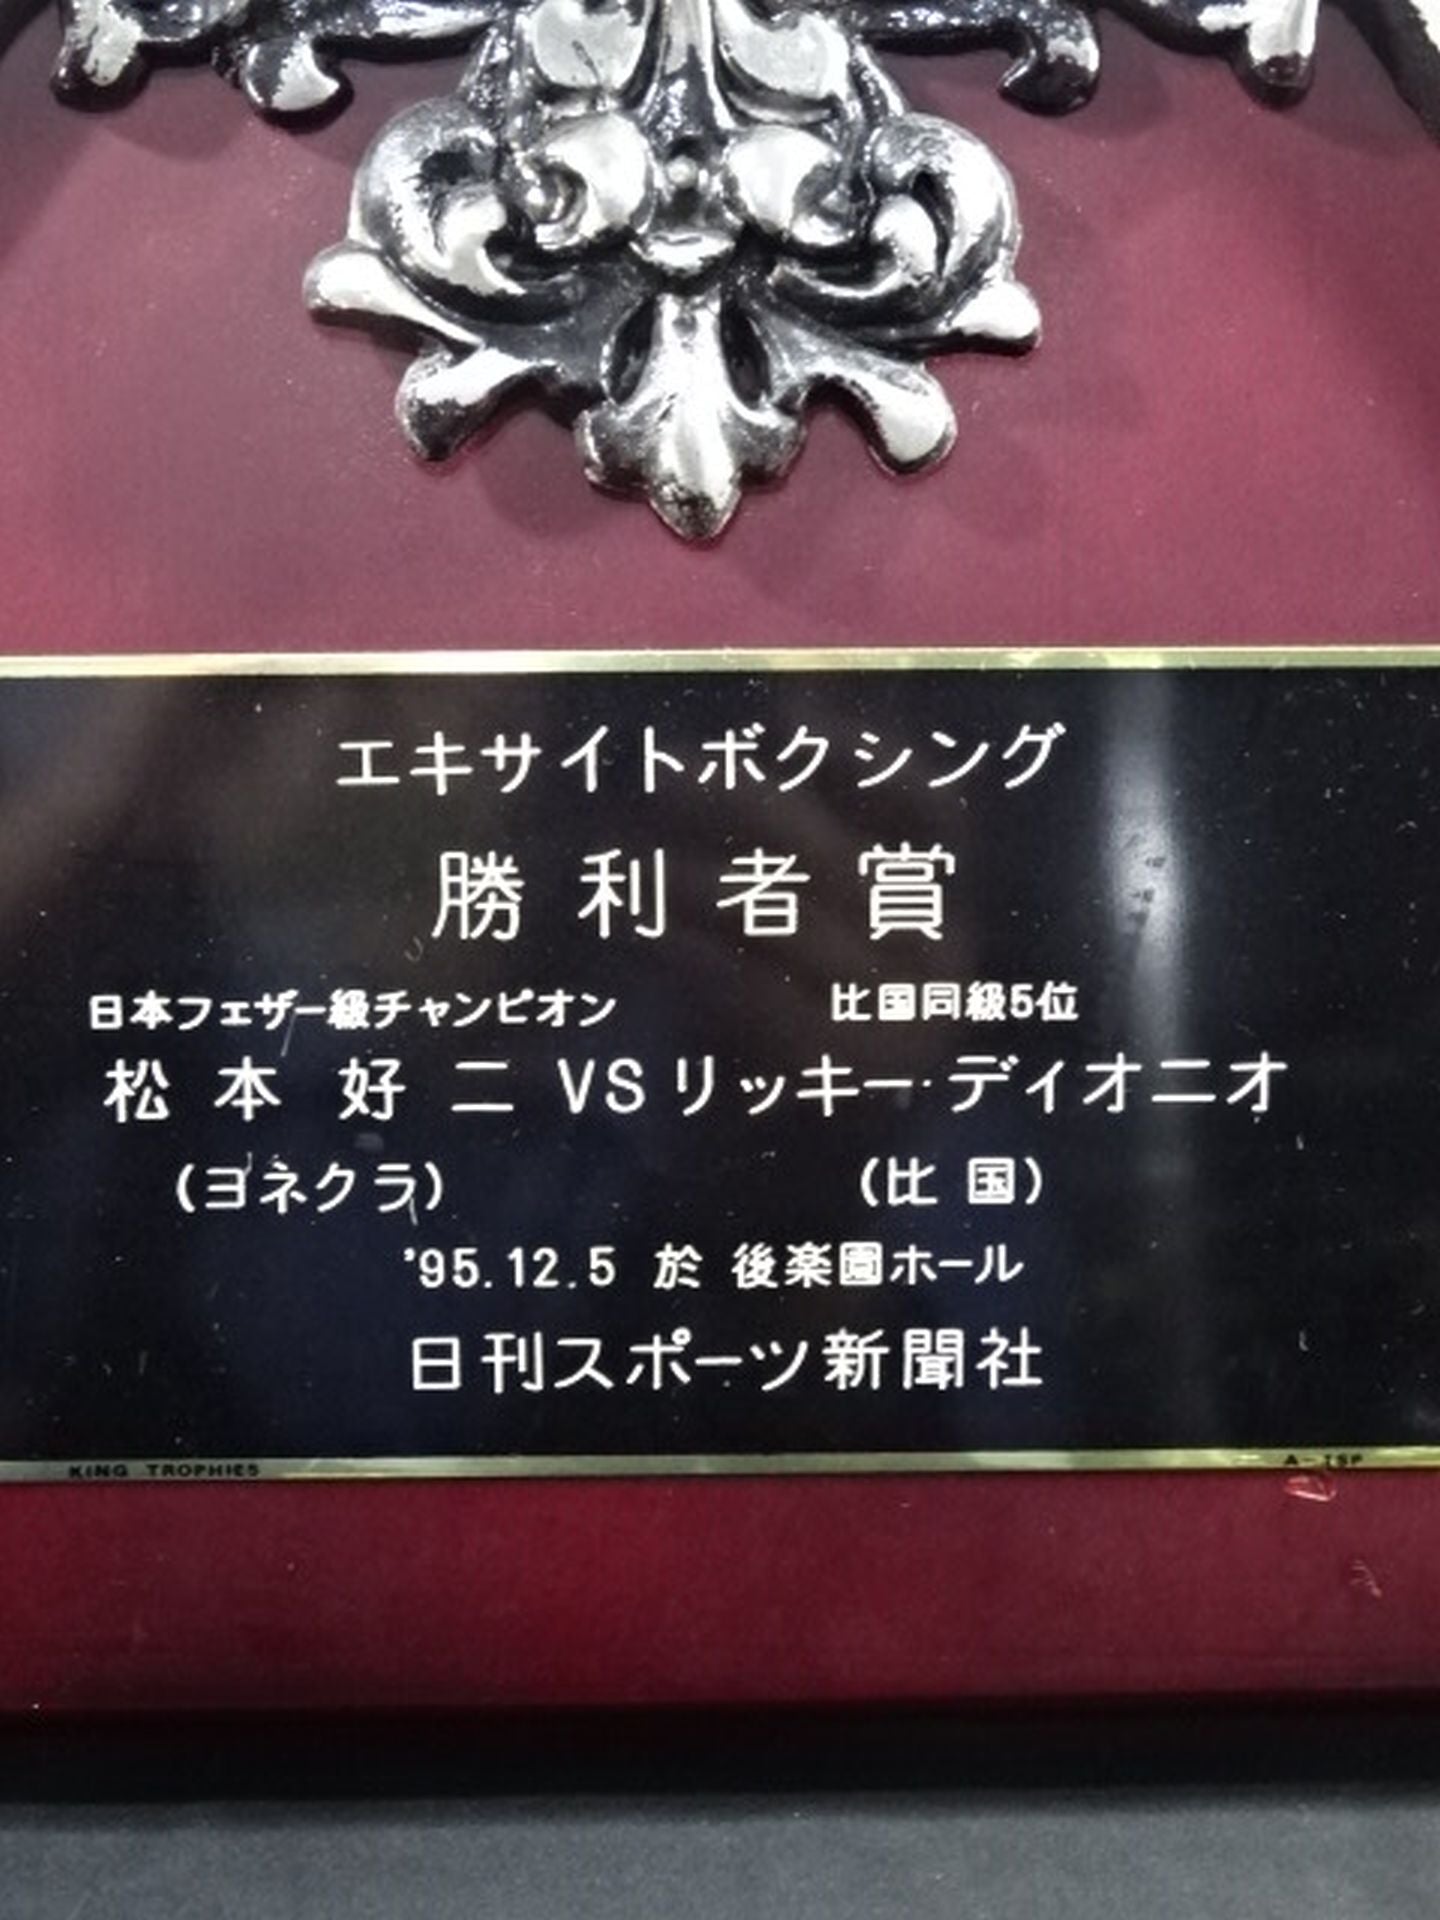 エキサイトボクシング
勝利者賞
日本フェザー級チャンピオン 比国同級5位
松本好二 VS リッキー・ディオニオ
(ヨネクラ) (比国)
'95.12.5 於 後楽園ホール
日刊スポーツ新聞社
KING TROPHIES